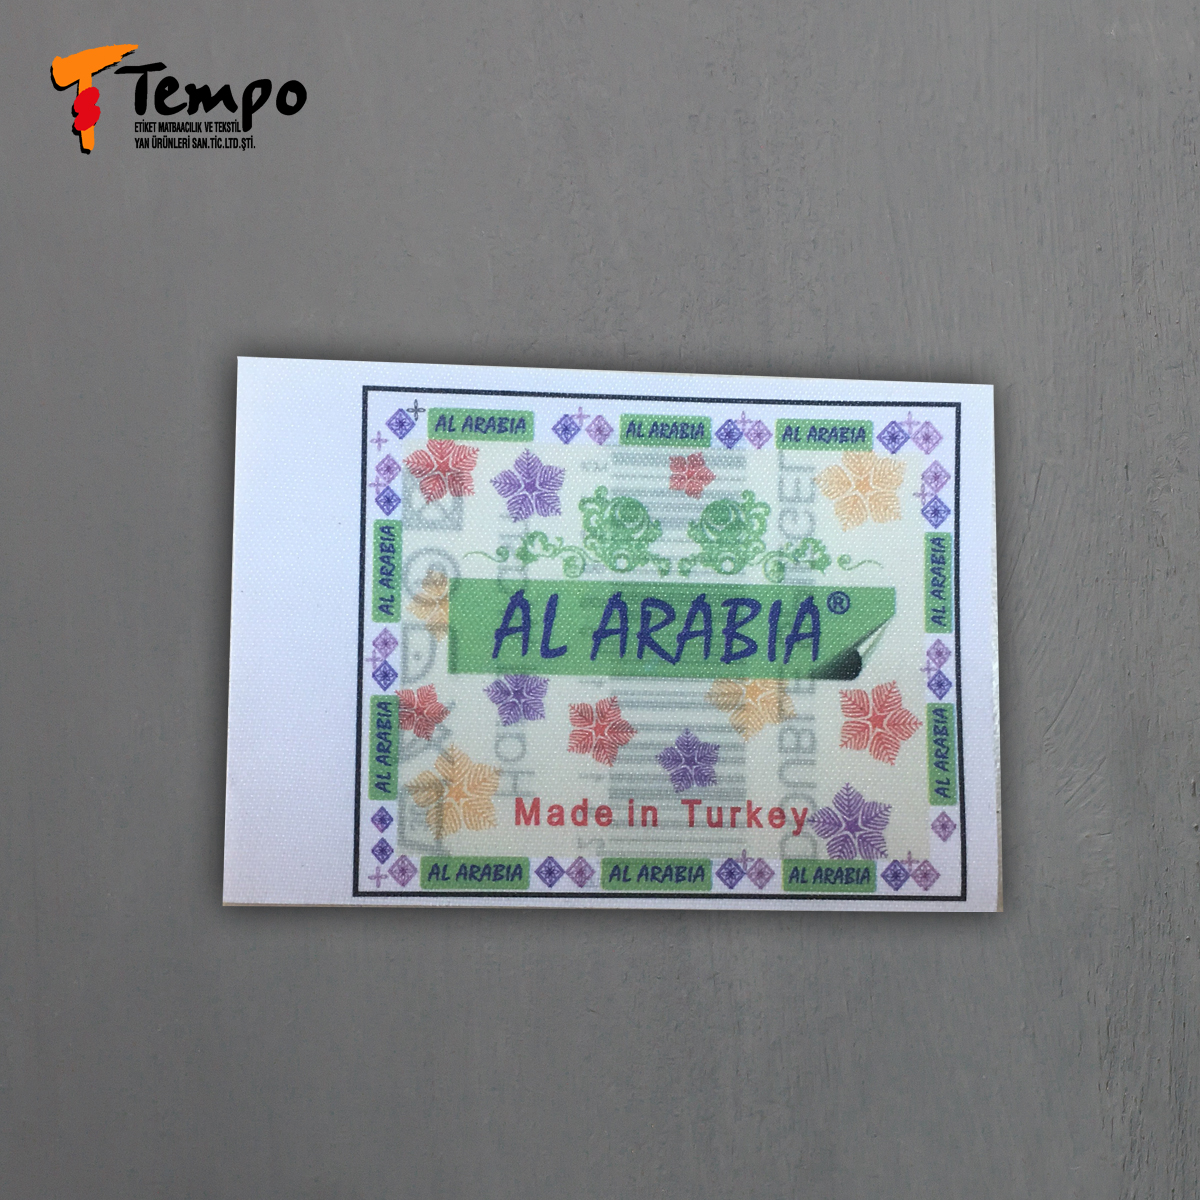 Tempo
ETİKET MATBAACILIK VE TEKSTİL
YAN ÜRÜNLERİ SAN.TİC.LTD.ŞTİ.
AL ARABIA AL ARABIA AL ARABIA
AL ARABIA
AL ARABIA
AL ARABIA®
AL ARABIA
AL ARABIA
Made in Turkey
AL ARABIA AL ARABIA AL ARABIA